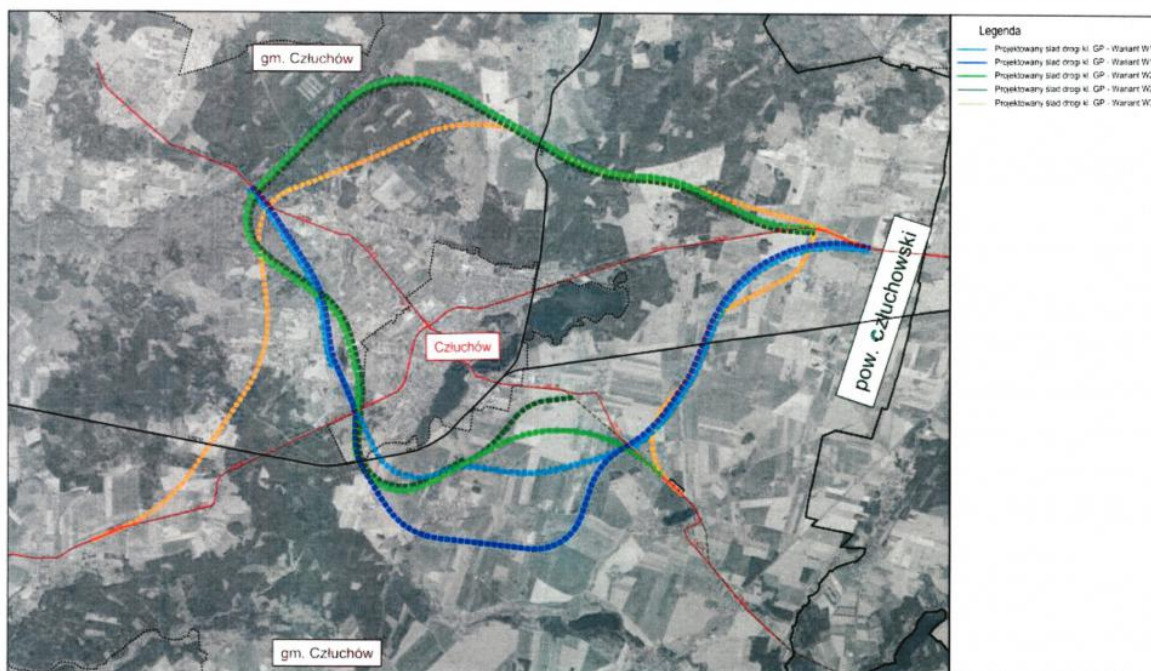 gm. Człuchów
Legenda
Projektowany ślad drogi kl. GP - Wariant W1
Projektowany ślad drogi kl. GP - Wariant W1
Projektowany ślad drogi kl. GP - Wariant W2
Projektowany ślad drogi kl. GP - Wariant W2
Projektowany ślad drogi kl. GP - Wariant
pow. człuchowski
Człuchów
gm. Człuchów